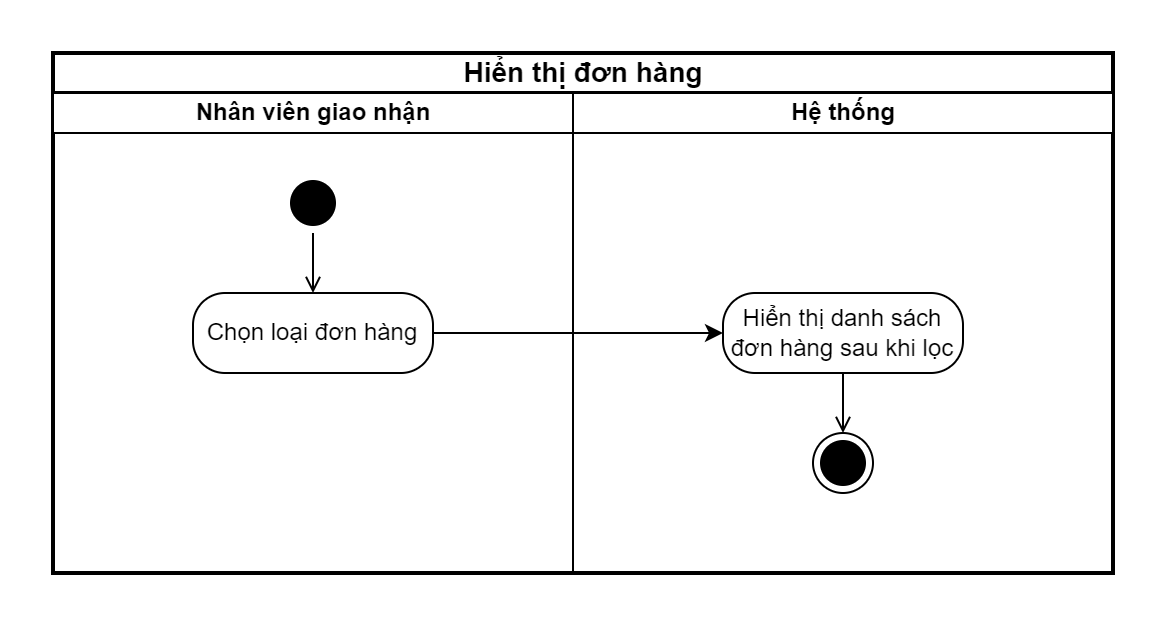 Hiển thị đơn hàng
Nhân viên giao nhận
Hệ thống
Chọn loại đơn hàng
Hiển thị danh sách
đơn hàng sau khi lọc